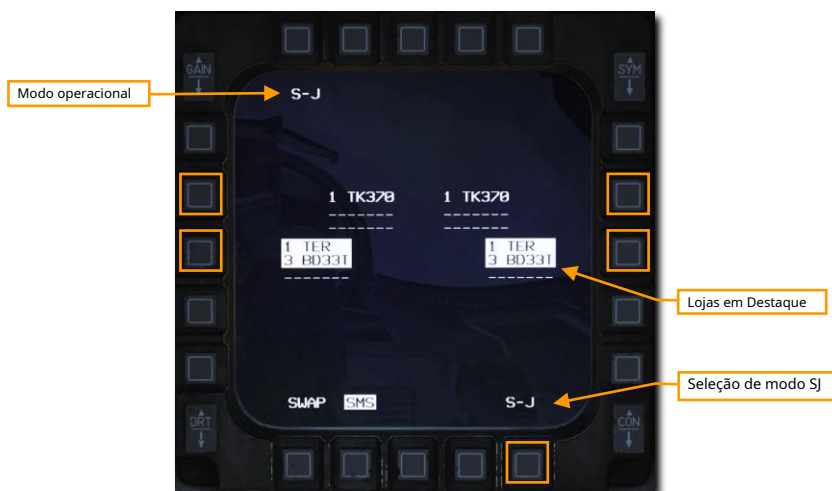 GAIN
SYM
Modo operacional
S-J
1 TK370 1 TK370
------- -------
------- -------
1 TER 1 TER
3 BD33T 3 BD33T
------- -------
Lojas em Destaque
Seleção de modo SJ
SWAP SMS S-J
BRT
CON